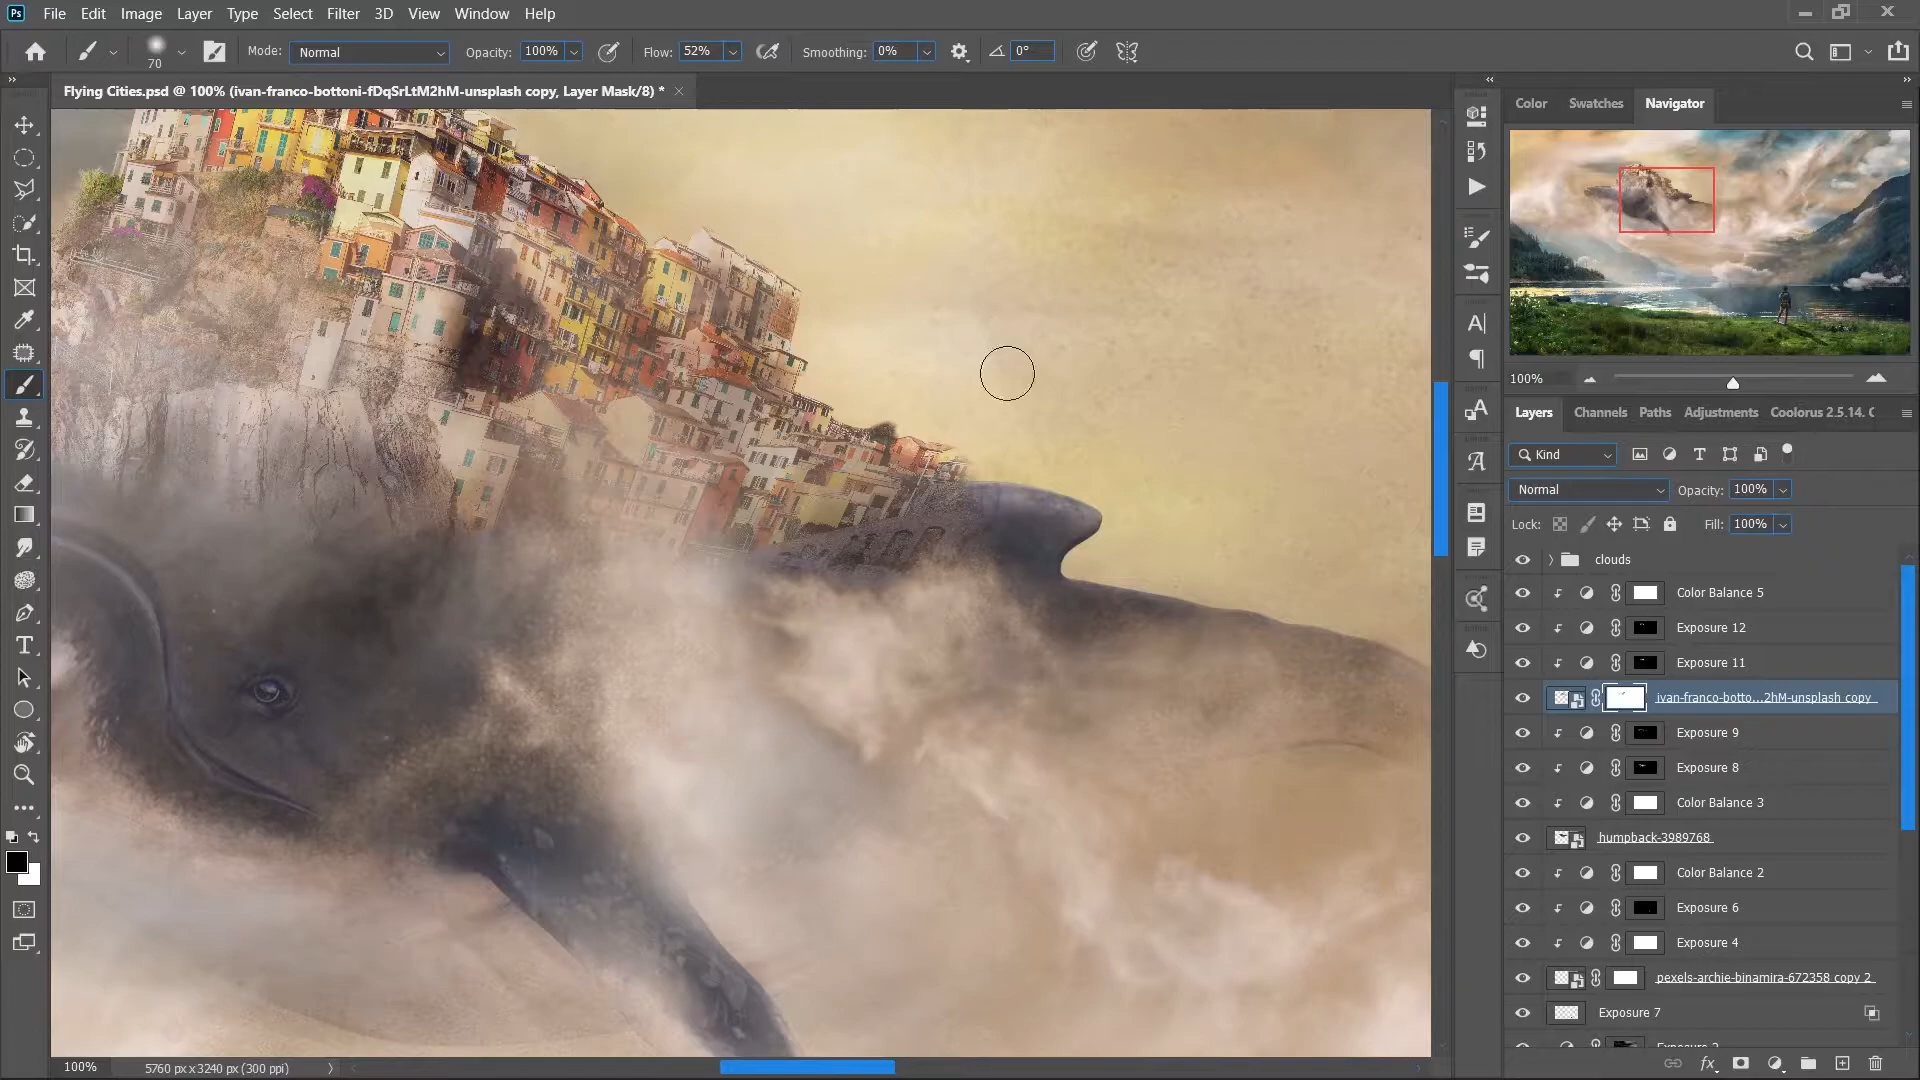 Ps File Edit Image Layer Type Select Filter 3D View Window Help
70 Mode: Normal Opacity: 100% Flow: 52% Smoothing: 0% 0°
Flying Cities.psd @ 100% (ivan-franco-bottoni-fDqSrLtM2hM-unsplash copy, Layer Mask/8) *
Color Swatches Navigator
100%
Layers Channels Paths Adjustments Coolorus 2.5.14. C
Kind
Normal Opacity: 100%
Lock: Fill: 100%
clouds
Color Balance 5
Exposure 12
Exposure 11
ivan-franco-botto...2hM-unsplash copy
Exposure 9
Exposure 8
Color Balance 3
humpback-3989768
Color Balance 2
Exposure 6
Exposure 4
pexels-archie-binamira-672358 copy 2
Exposure 7
100% 5760 px x 3240 px (300 ppi)